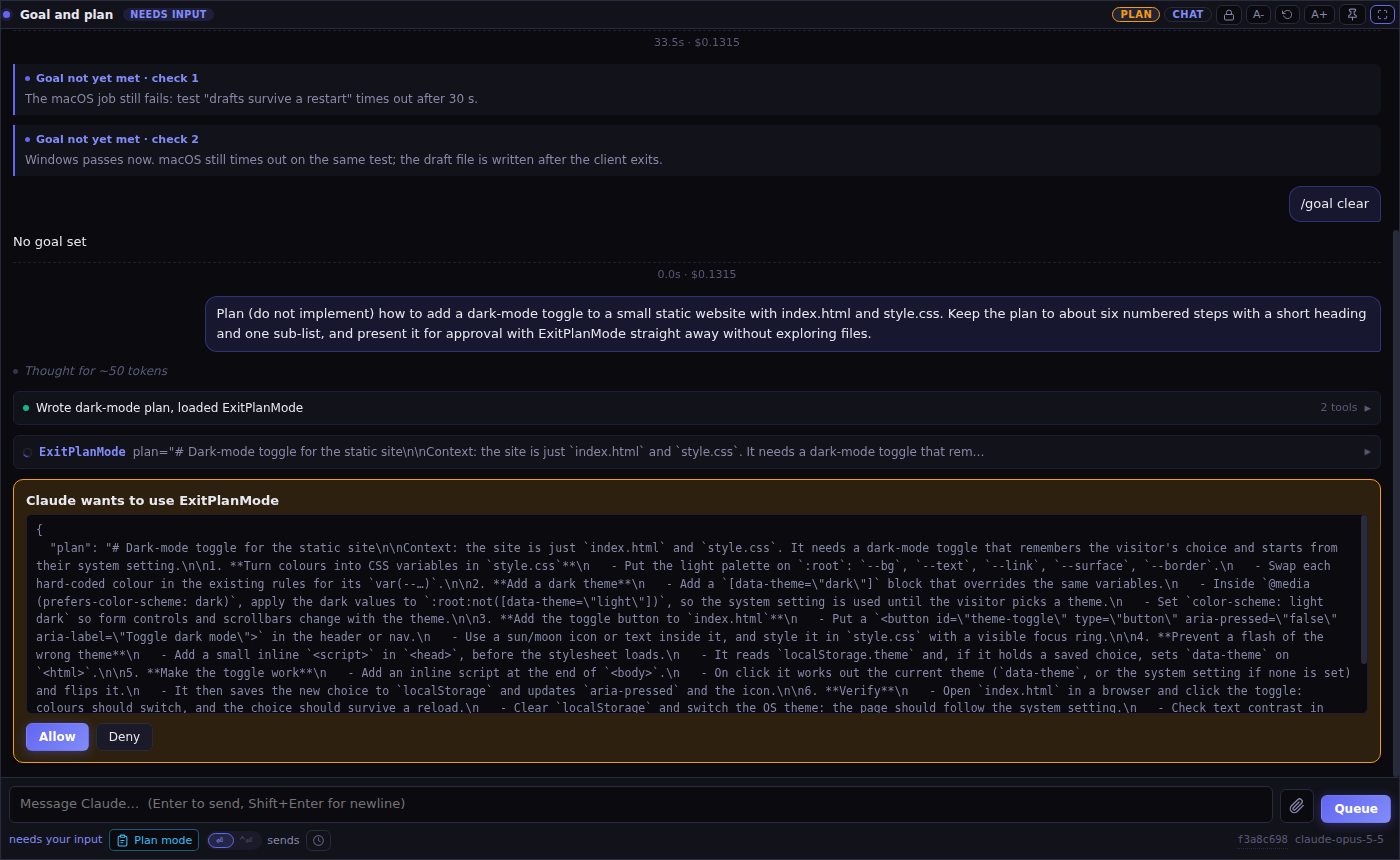 Goal and plan NEEDS INPUT PLAN CHAT A- A+
33.5s · $0.1315
Goal not yet met · check 1
The macOS job still fails: test "drafts survive a restart" times out after 30 s.
Goal not yet met · check 2
Windows passes now. macOS still times out on the same test; the draft file is written after the client exits.
/goal clear
No goal set
0.0s · $0.1315
Plan (do not implement) how to add a dark-mode toggle to a small static website with index.html and style.css. Keep the plan to about six numbered steps with a short heading
and one sub-list, and present it for approval with ExitPlanMode straight away without exploring files.
Thought for ~50 tokens
Wrote dark-mode plan, loaded ExitPlanMode 2 tools ▸
ExitPlanMode plan="# Dark-mode toggle for the static site\n\nContext: the site is just `index.html` and `style.css`. It needs a dark-mode toggle that rem… ▸
Claude wants to use ExitPlanMode
{
"plan": "# Dark-mode toggle for the static site\n\nContext: the site is just `index.html` and `style.css`. It needs a dark-mode toggle that remembers the visitor's choice and starts from
their system setting.\n\n1. **Turn colours into CSS variables in `style.css`**\n   - Put the light palette on `:root`: `--bg`, `--text`, `--link`, `--surface`, `--border`.\n   - Swap each
hard-coded colour in the existing rules for its `var(--…)`.\n\n2. **Add a dark theme**\n   - Add a `[data-theme=\"dark\"]` block that overrides the same variables.\n   - Inside `@media
(prefers-color-scheme: dark)`, apply the dark values to `:root:not([data-theme=\"light\"])`, so the system setting is used until the visitor picks a theme.\n   - Set `color-scheme: light
dark` so form controls and scrollbars change with the theme.\n\n3. **Add the toggle button to `index.html`**\n   - Put a `<button id=\"theme-toggle\" type=\"button\" aria-pressed=\"false\"
aria-label=\"Toggle dark mode\">` in the header or nav.\n   - Use a sun/moon icon or text inside it, and style it in `style.css` with a visible focus ring.\n\n4. **Prevent a flash of the
wrong theme**\n   - Add a small inline `<script>` in `<head>`, before the stylesheet loads.\n   - It reads `localStorage.theme` and, if it holds a saved choice, sets `data-theme` on
`<html>`.\n\n5. **Make the toggle work**\n   - Add an inline script at the end of `<body>`.\n   - On click it works out the current theme (`data-theme`, or the system setting if none is set)
and flips it.\n   - It then saves the new choice to `localStorage` and updates `aria-pressed` and the icon.\n\n6. **Verify**\n   - Open `index.html` in a browser and click the toggle:
colours should switch, and the choice should survive a reload.\n   - Clear `localStorage` and switch the OS theme: the page should follow the system setting.\n   - Check text contrast in
Allow Deny
Message Claude… (Enter to send, Shift+Enter for newline) Queue
needs your input Plan mode ⏎ ^⏎ sends f3a8c698 claude-opus-5-5